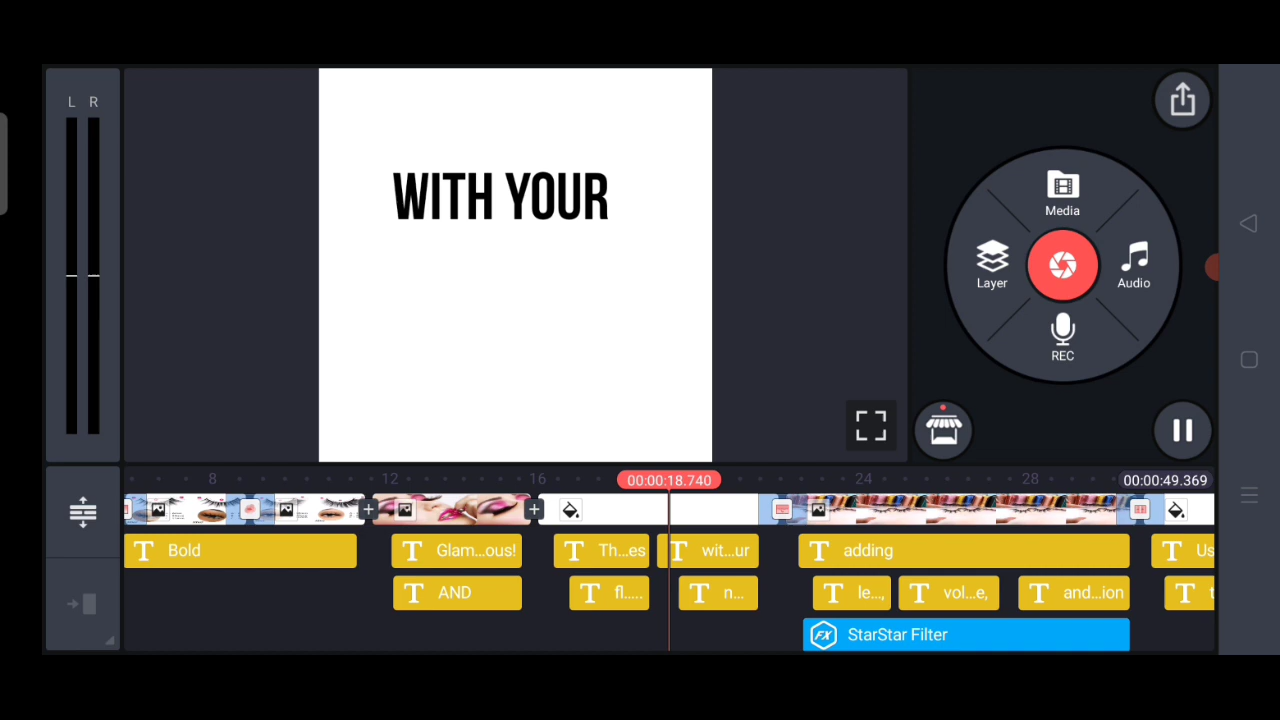 L R
WITH YOUR
Media
Layer
Audio
REC
8 12 16 00:00:18.740 24 28 00:00:49.369
T Bold
T Glam...ous!
T Th...es
T wit...ur
T adding
T Us
T AND
T fl.....
T n...
T le...,
T vol...e,
T and...ion
T t
FX StarStar Filter